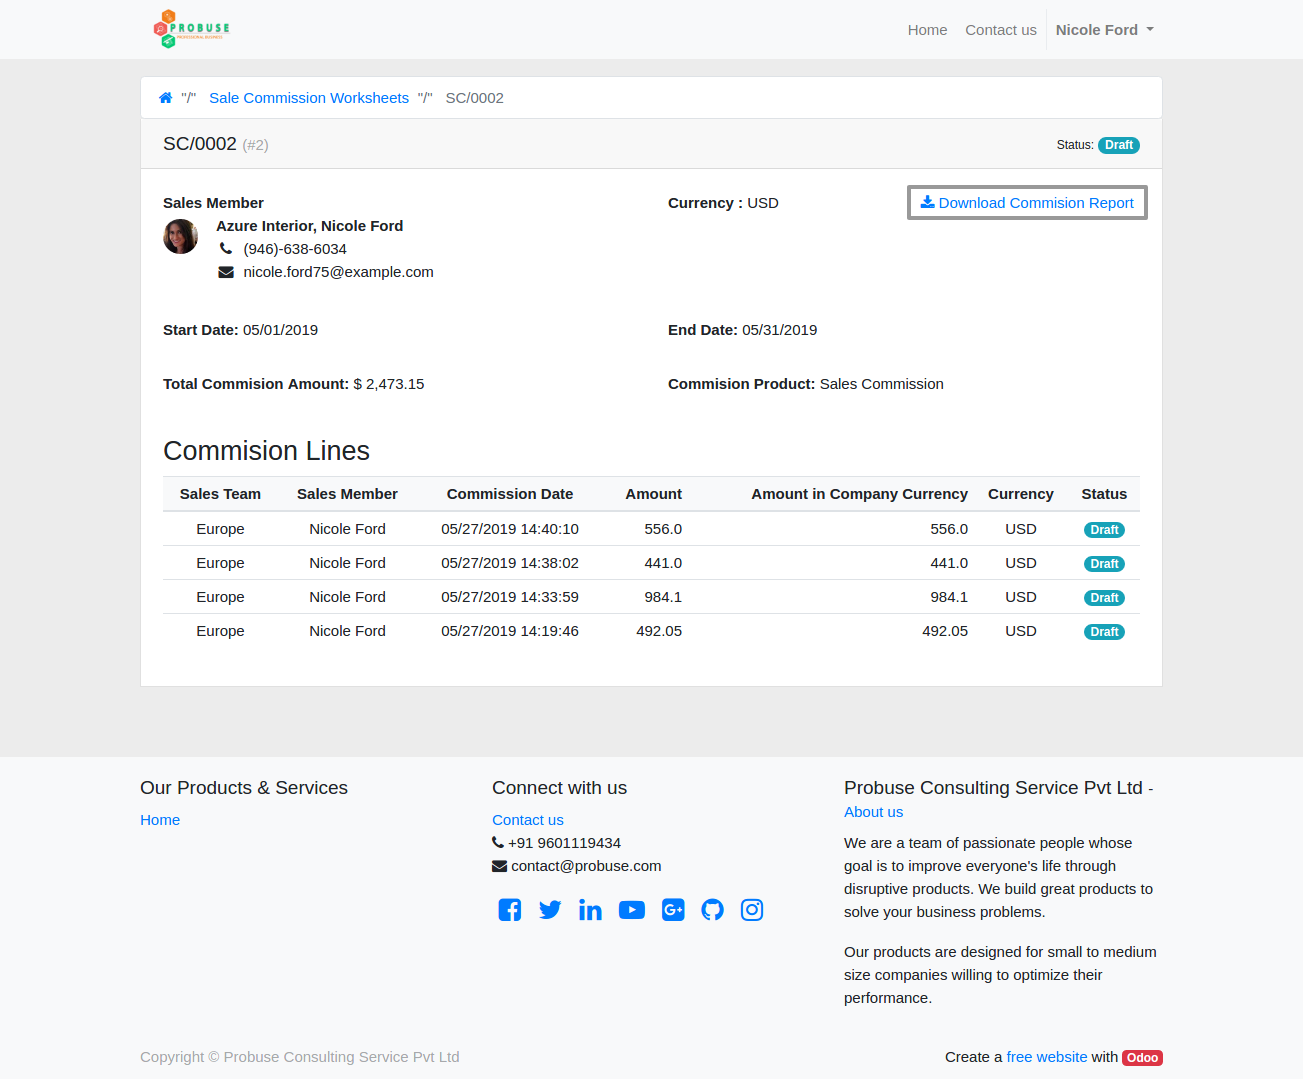 PROBUSE
Home Contact us Nicole Ford
"/" Sale Commission Worksheets "/" SC/0002
SC/0002 (#2) Status: Draft
Sales Member Currency : USD Download Commision Report
Azure Interior, Nicole Ford
(946)-638-6034
nicole.ford75@example.com
Start Date: 05/01/2019 End Date: 05/31/2019
Total Commision Amount: $ 2,473.15 Commision Product: Sales Commission
Commision Lines
Sales Team Sales Member Commission Date Amount Amount in Company Currency Currency Status
Europe Nicole Ford 05/27/2019 14:40:10 556.0 556.0 USD Draft
Europe Nicole Ford 05/27/2019 14:38:02 441.0 441.0 USD Draft
Europe Nicole Ford 05/27/2019 14:33:59 984.1 984.1 USD Draft
Europe Nicole Ford 05/27/2019 14:19:46 492.05 492.05 USD Draft
Our Products & Services
Home
Connect with us
Contact us
+91 9601119434
contact@probuse.com
Probuse Consulting Service Pvt Ltd -
About us
We are a team of passionate people whose
goal is to improve everyone's life through
disruptive products. We build great products to
solve your business problems.
Our products are designed for small to medium
size companies willing to optimize their
performance.
Copyright © Probuse Consulting Service Pvt Ltd
Create a free website with Odoo